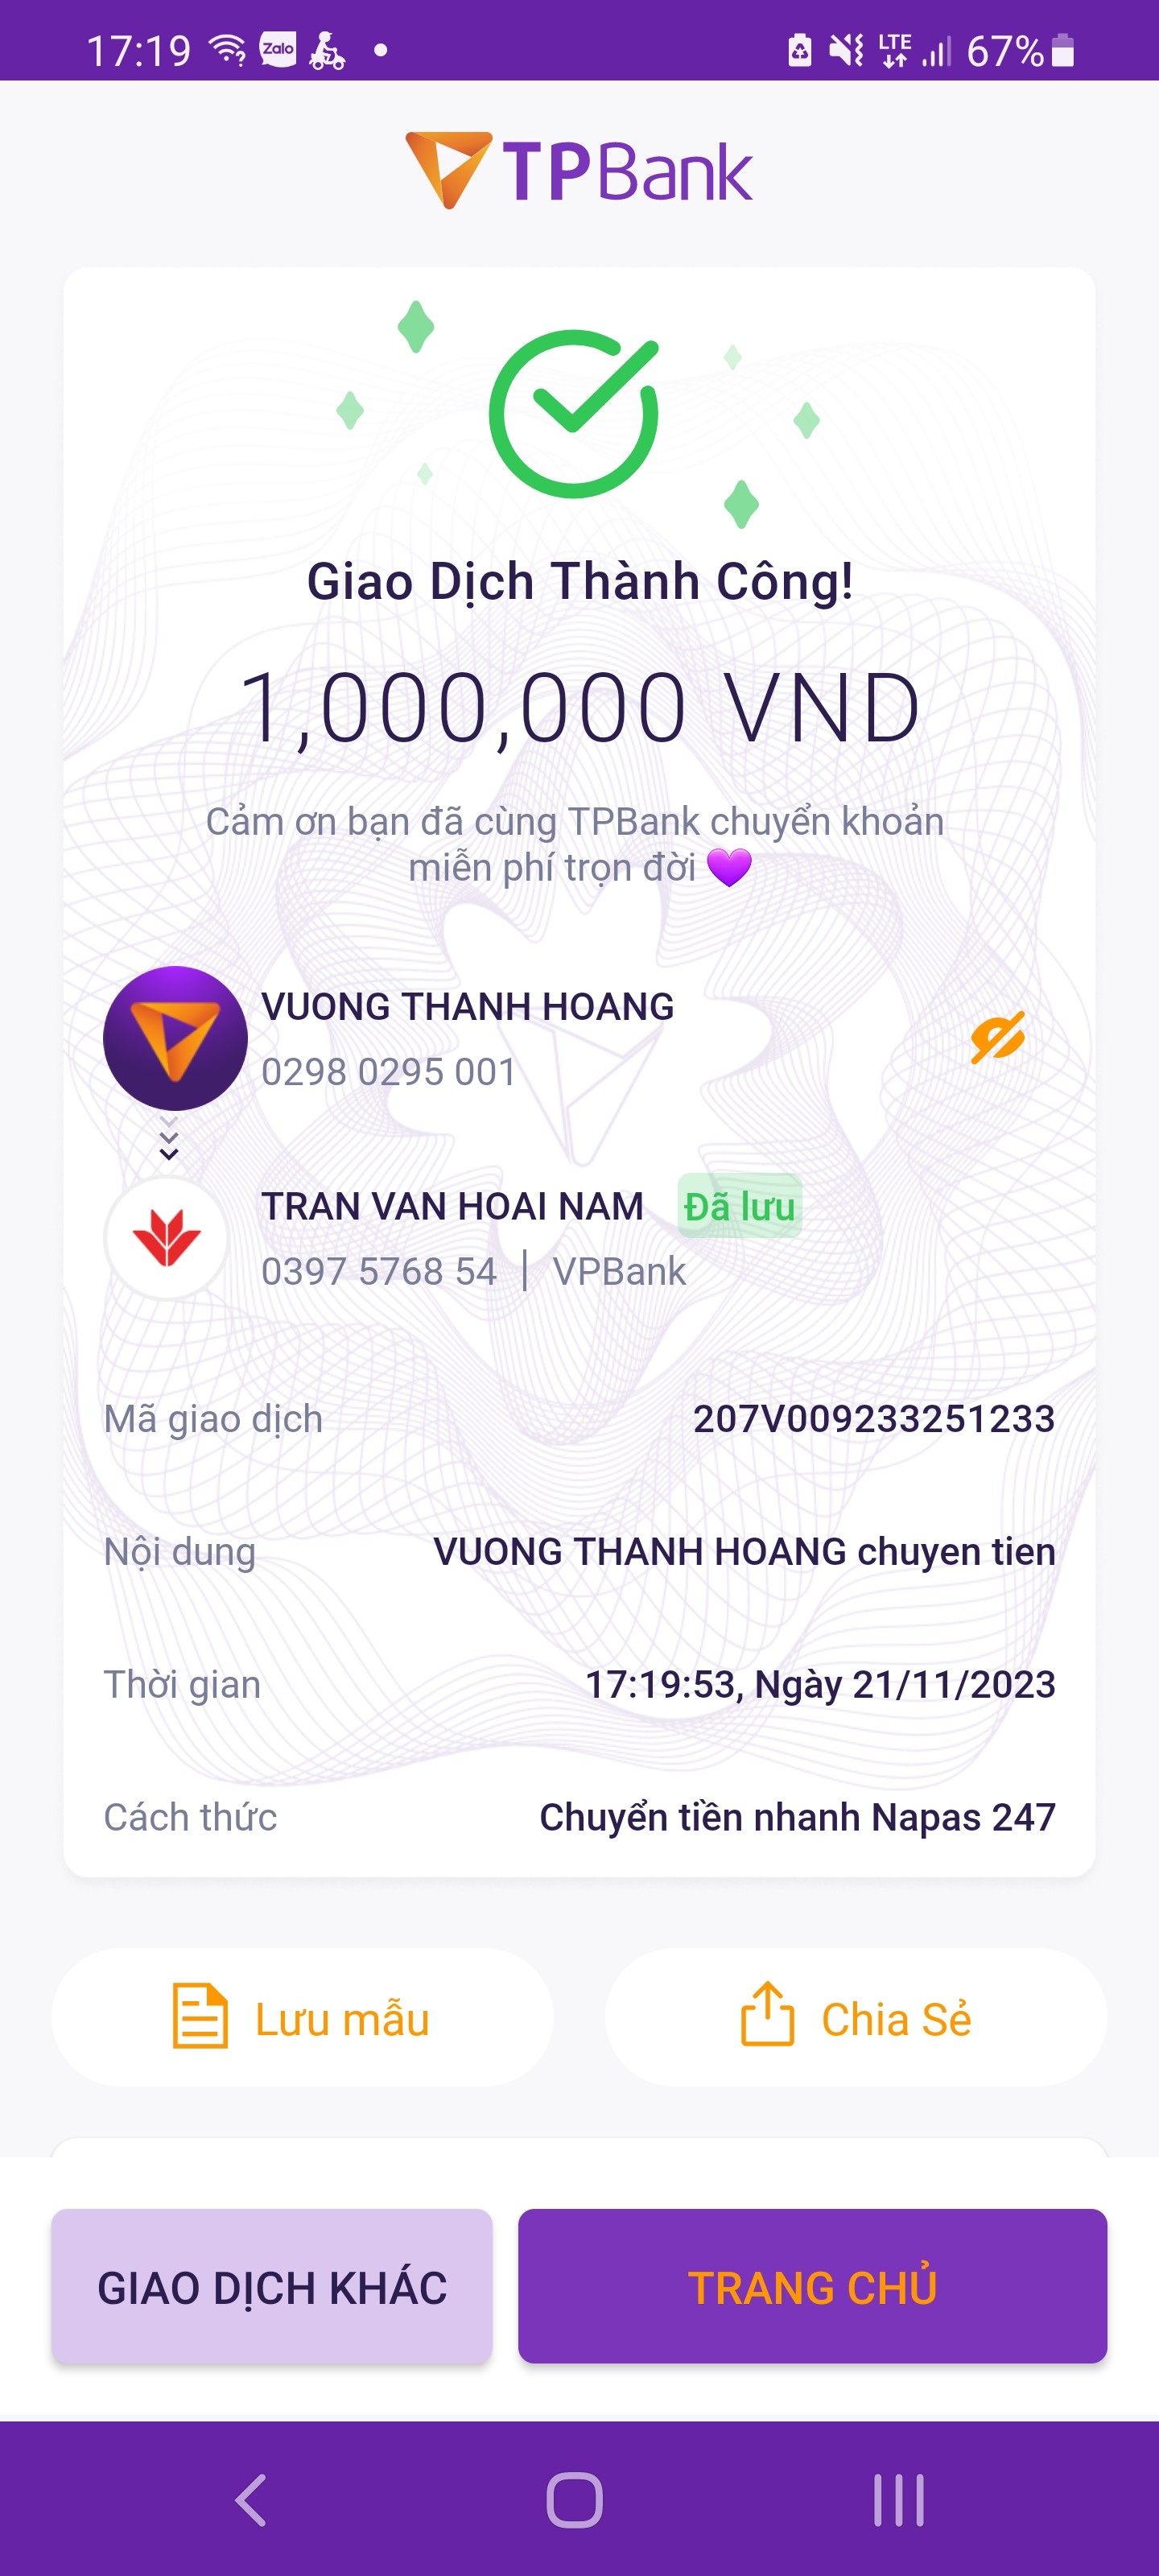 17:19 Zalo LTE 67%
TPBank
Giao Dịch Thành Công!
1,000,000 VND
Cảm ơn bạn đã cùng TPBank chuyển khoản
miễn phí trọn đời 💜
VUONG THANH HOANG
0298 0295 001
TRAN VAN HOAI NAM Đã lưu
0397 5768 54 | VPBank
Mã giao dịch 207V009233251233
Nội dung VUONG THANH HOANG chuyen tien
Thời gian 17:19:53, Ngày 21/11/2023
Cách thức Chuyển tiền nhanh Napas 247
Lưu mẫu Chia Sẻ
GIAO DỊCH KHÁC TRANG CHỦ